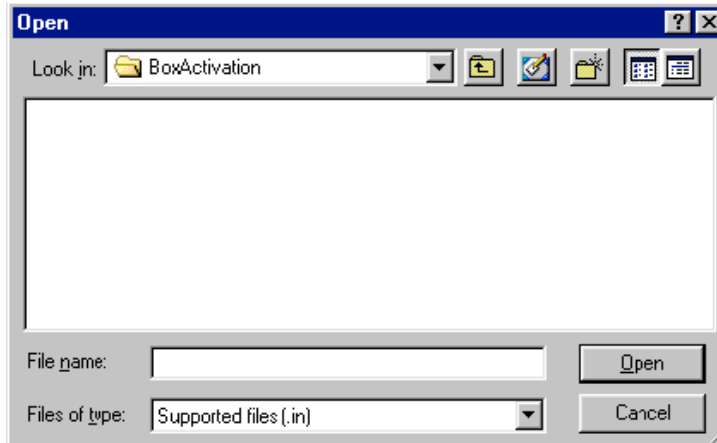 Open
Look in: BoxActivation
File name:
Open
Files of type: Supported files (.in)
Cancel